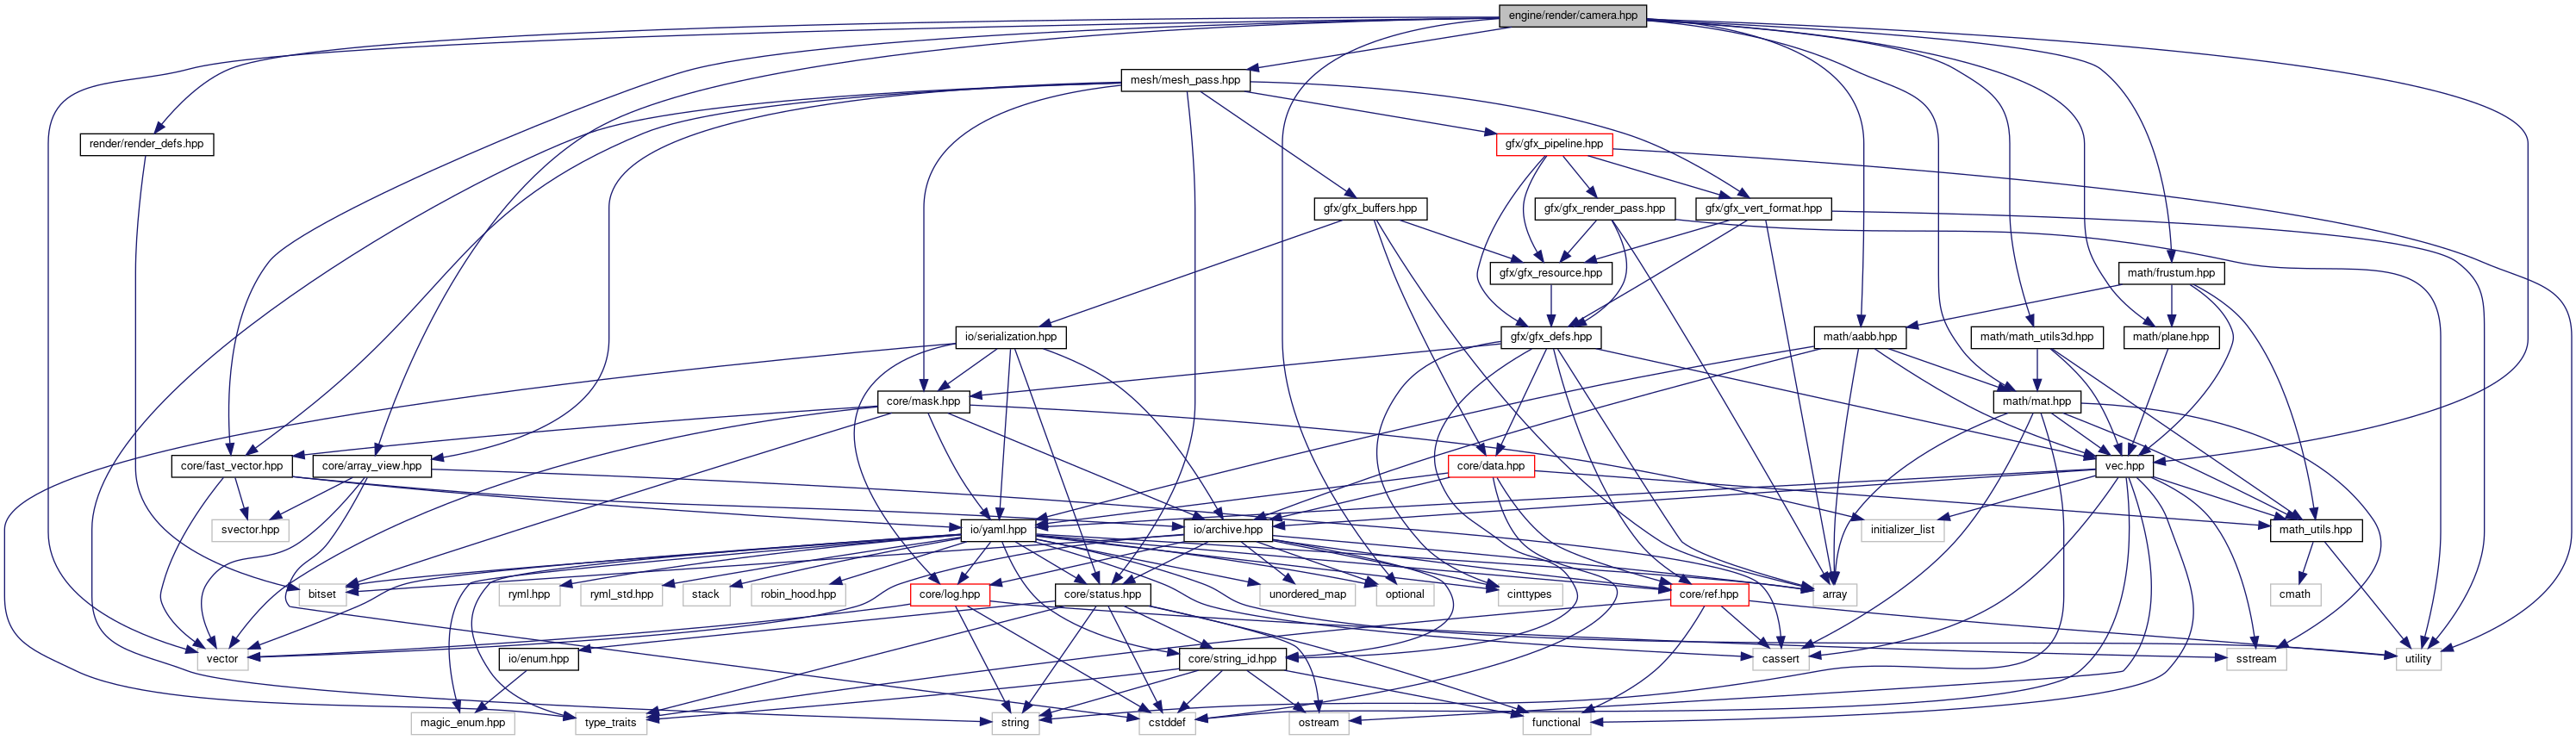 engine/render/camera.hpp
mesh/mesh_pass.hpp
render/render_defs.hpp
gfx/gfx_pipeline.hpp
gfx/gfx_buffers.hpp
gfx/gfx_render_pass.hpp
gfx/gfx_vert_format.hpp
gfx/gfx_resource.hpp
math/frustum.hpp
io/serialization.hpp
gfx/gfx_defs.hpp
math/aabb.hpp
math/math_utils3d.hpp
math/plane.hpp
core/mask.hpp
math/mat.hpp
core/fast_vector.hpp
core/array_view.hpp
core/data.hpp
vec.hpp
svector.hpp
io/yaml.hpp
io/archive.hpp
initializer_list
math_utils.hpp
bitset
ryml.hpp
ryml_std.hpp
stack
robin_hood.hpp
core/log.hpp
core/status.hpp
unordered_map
optional
cinttypes
core/ref.hpp
array
cmath
vector
io/enum.hpp
core/string_id.hpp
cassert
sstream
utility
magic_enum.hpp
type_traits
string
cstddef
ostream
functional